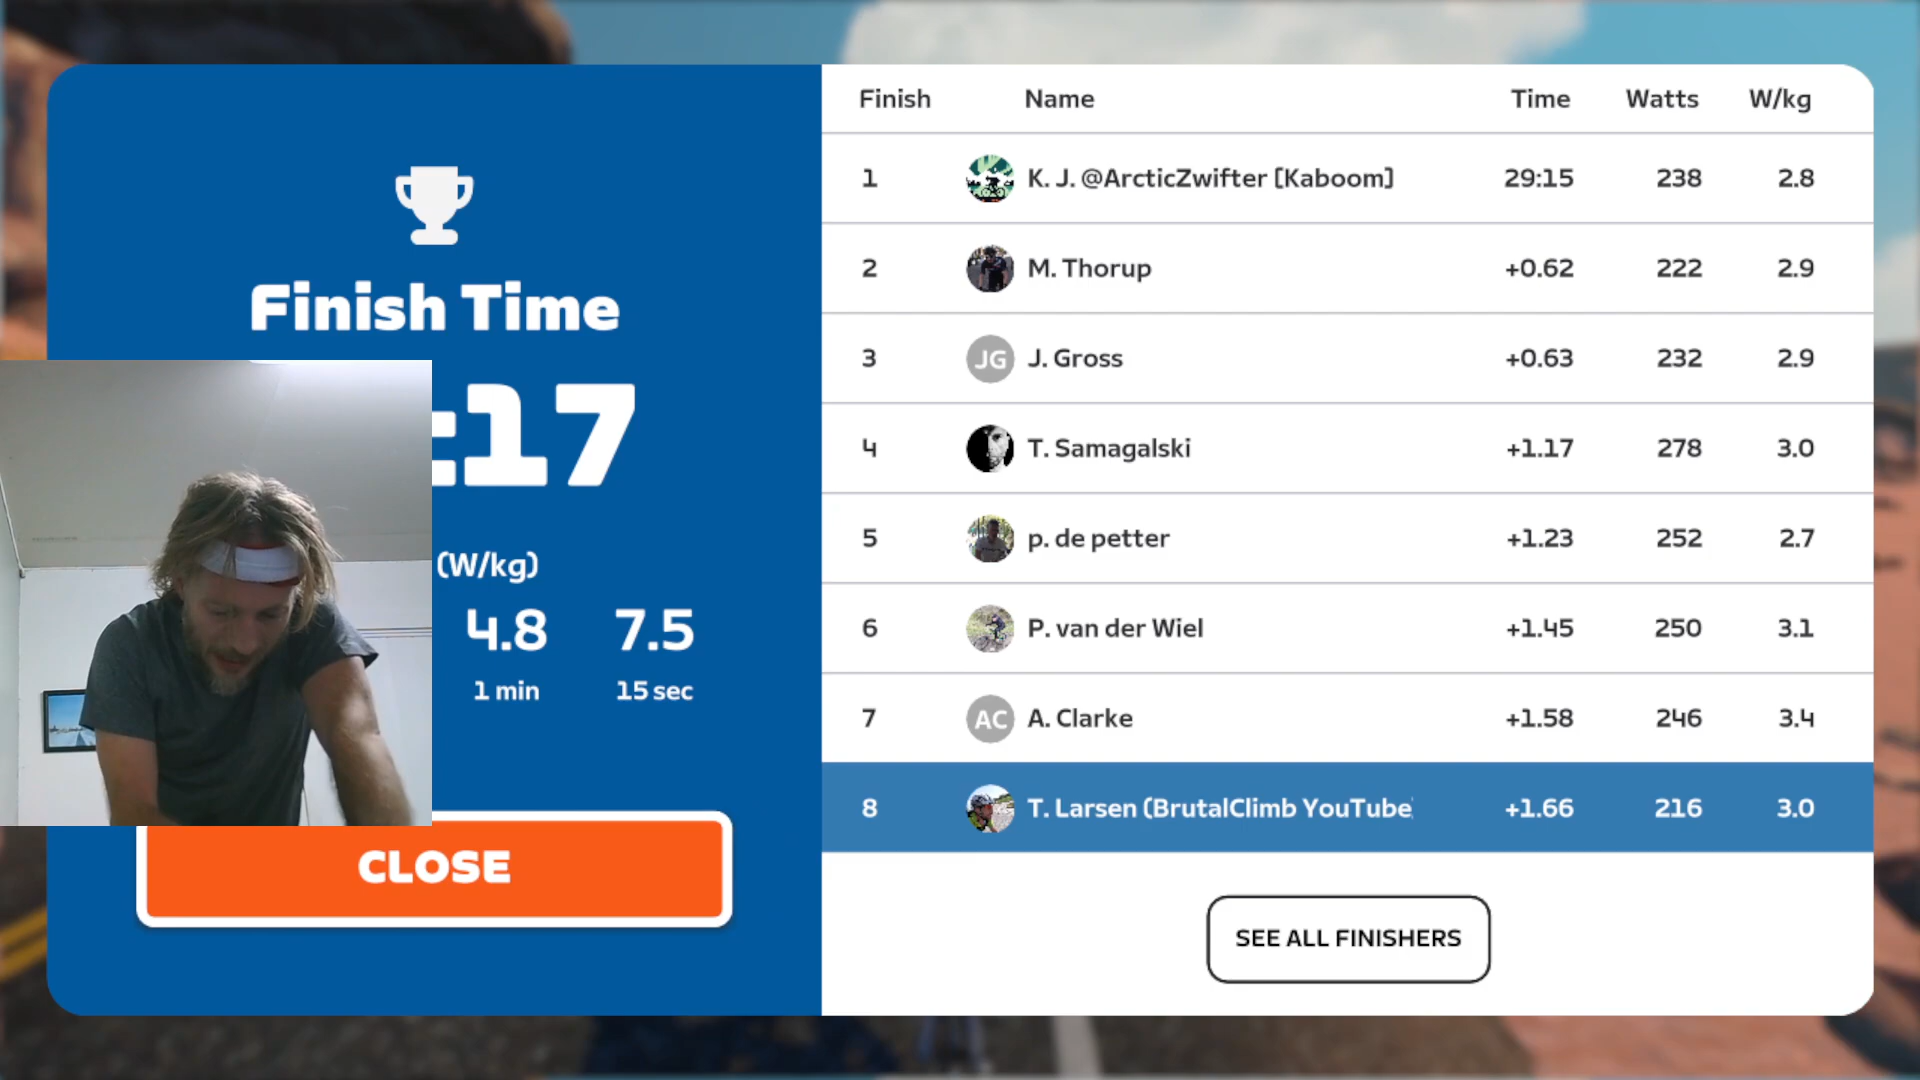 Finish Time
:17
(W/kg)
4.8 7.5
1 min 15 sec
CLOSE
Finish Name Time Watts W/kg
1 K. J. @ArcticZwifter [Kaboom] 29:15 238 2.8
2 M. Thorup +0.62 222 2.9
3 JG J. Gross +0.63 232 2.9
4 T. Samagalski +1.17 278 3.0
5 p. de petter +1.23 252 2.7
6 P. van der Wiel +1.45 250 3.1
7 AC A. Clarke +1.58 246 3.4
8 T. Larsen (BrutalClimb YouTube +1.66 216 3.0
SEE ALL FINISHERS